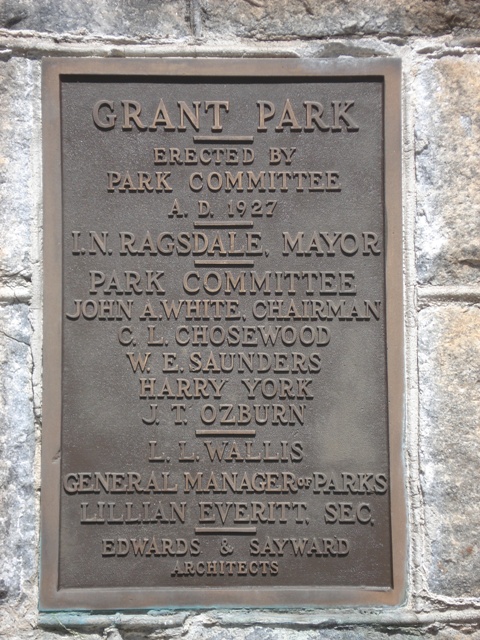 GRANT PARK
ERECTED BY
PARK COMMITTEE
A. D. 1927
I.N. RAGSDALE, MAYOR
PARK COMMITTEE
JOHN A. WHITE, CHAIRMAN
C. L. CHOSEWOOD
W. E. SAUNDERS
HARRY YORK
J. T. OZBURN
L. L. WALLIS
GENERAL MANAGER OF PARKS
LILLIAN EVERITT, SEC.
EDWARDS & SAYWARD
ARCHITECTS